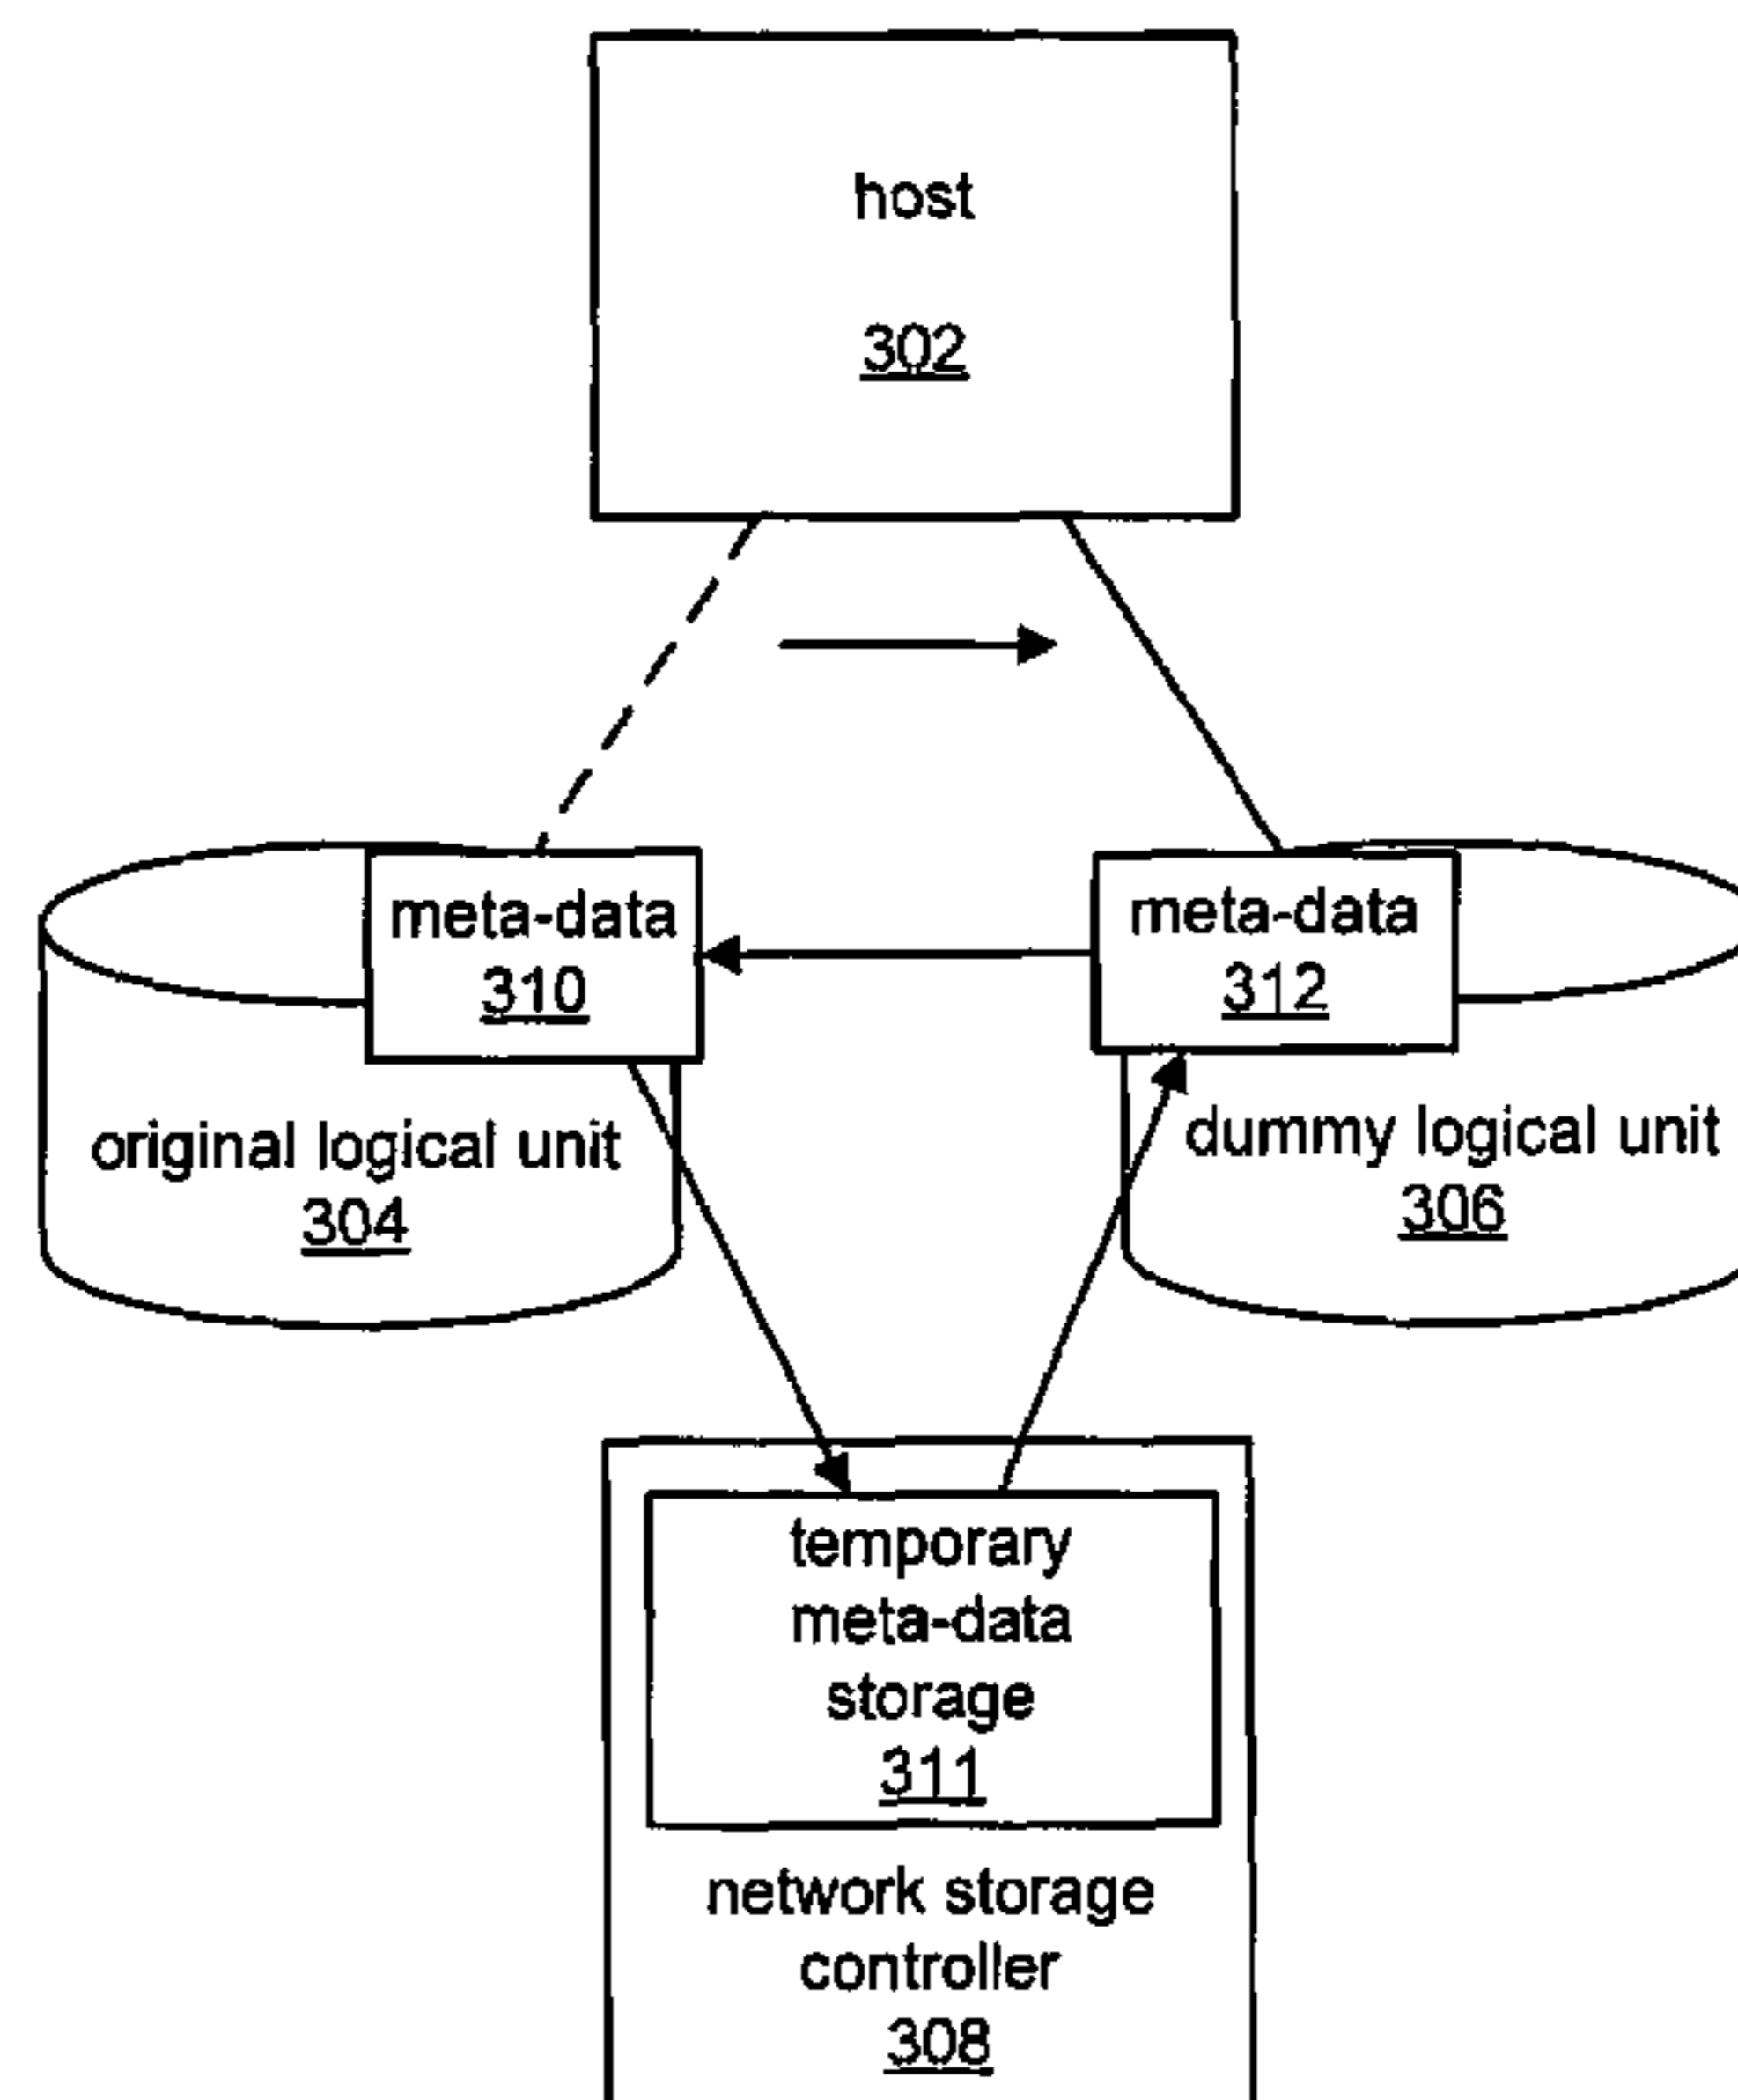 host
302
meta-data
310
meta-data
312
original logical unit
304
dummy logical unit
306
temporary
meta-data
storage
311
network storage
controller
308